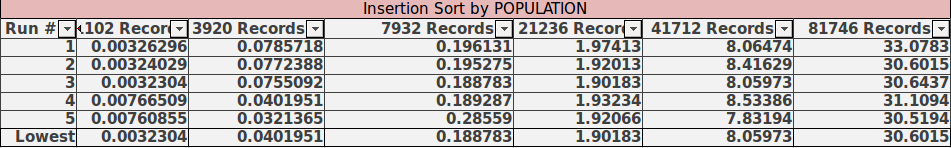 Insertion Sort by POPULATION
Run # 1102 Records 3920 Records 7932 Records 21236 Records 41712 Records 81746 Records
1 0.00326296 0.0785718 0.196131 1.97413 8.06474 33.0783
2 0.00324029 0.0772388 0.195275 1.92013 8.41629 30.6015
3 0.0032304 0.0755092 0.188783 1.90183 8.05973 30.6437
4 0.00766509 0.0401951 0.189287 1.93234 8.53386 31.1094
5 0.00760855 0.0321365 0.28559 1.92066 7.83194 30.5194
Lowest 0.0032304 0.0401951 0.188783 1.90183 8.05973 30.6015